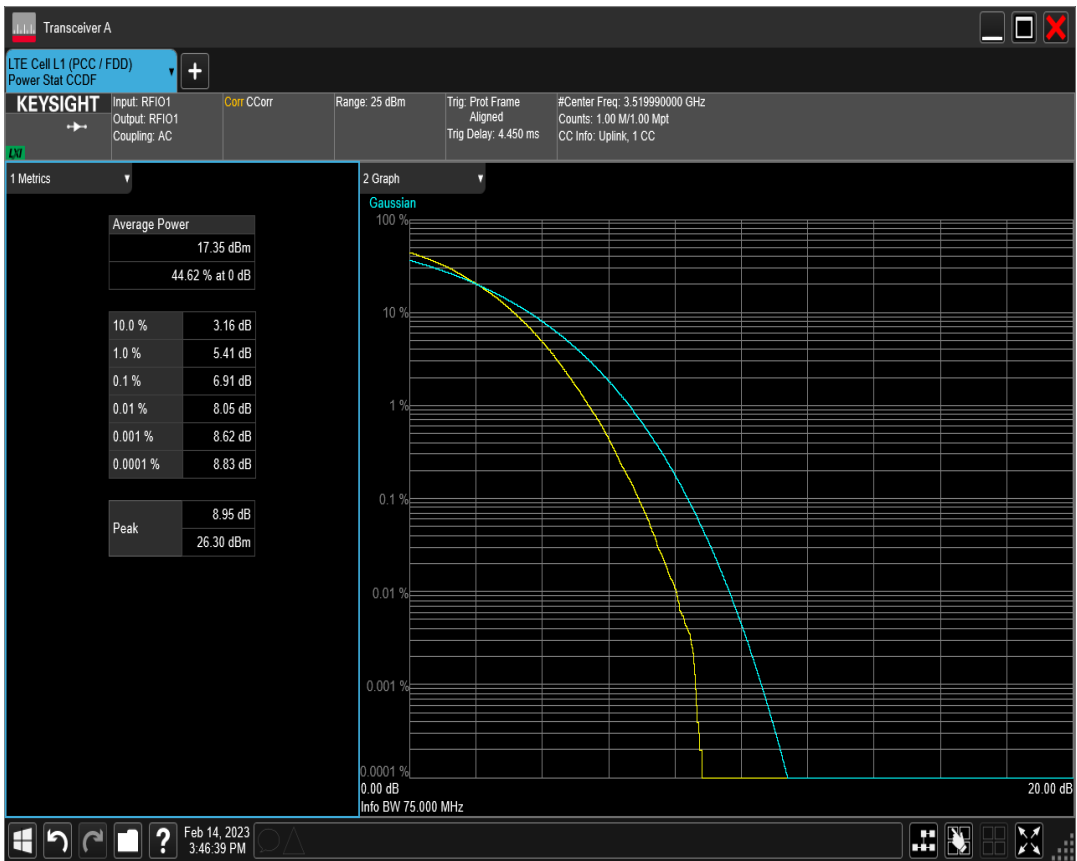 Transceiver A
LTE Cell L1 (PCC / FDD)
Power Stat CCDF
+
KEYSIGHT
LXI
Input: RFIO1
Output: RFIO1
Coupling: AC
Corr CCorr
Range: 25 dBm
Trig: Prot Frame
Aligned
Trig Delay: 4.450 ms
#Center Freq: 3.519990000 GHz
Counts: 1.00 M/1.00 Mpt
CC Info: Uplink, 1 CC
1 Metrics
Average Power
17.35 dBm
44.62 % at 0 dB
10.0 % 3.16 dB
1.0 % 5.41 dB
0.1 % 6.91 dB
0.01 % 8.05 dB
0.001 % 8.62 dB
0.0001 % 8.83 dB
Peak 8.95 dB
26.30 dBm
2 Graph
Gaussian
100 %
10 %
1 %
0.1 %
0.01 %
0.001 %
0.0001 %
0.00 dB 20.00 dB
Info BW 75.000 MHz
?
Feb 14, 2023
3:46:39 PM